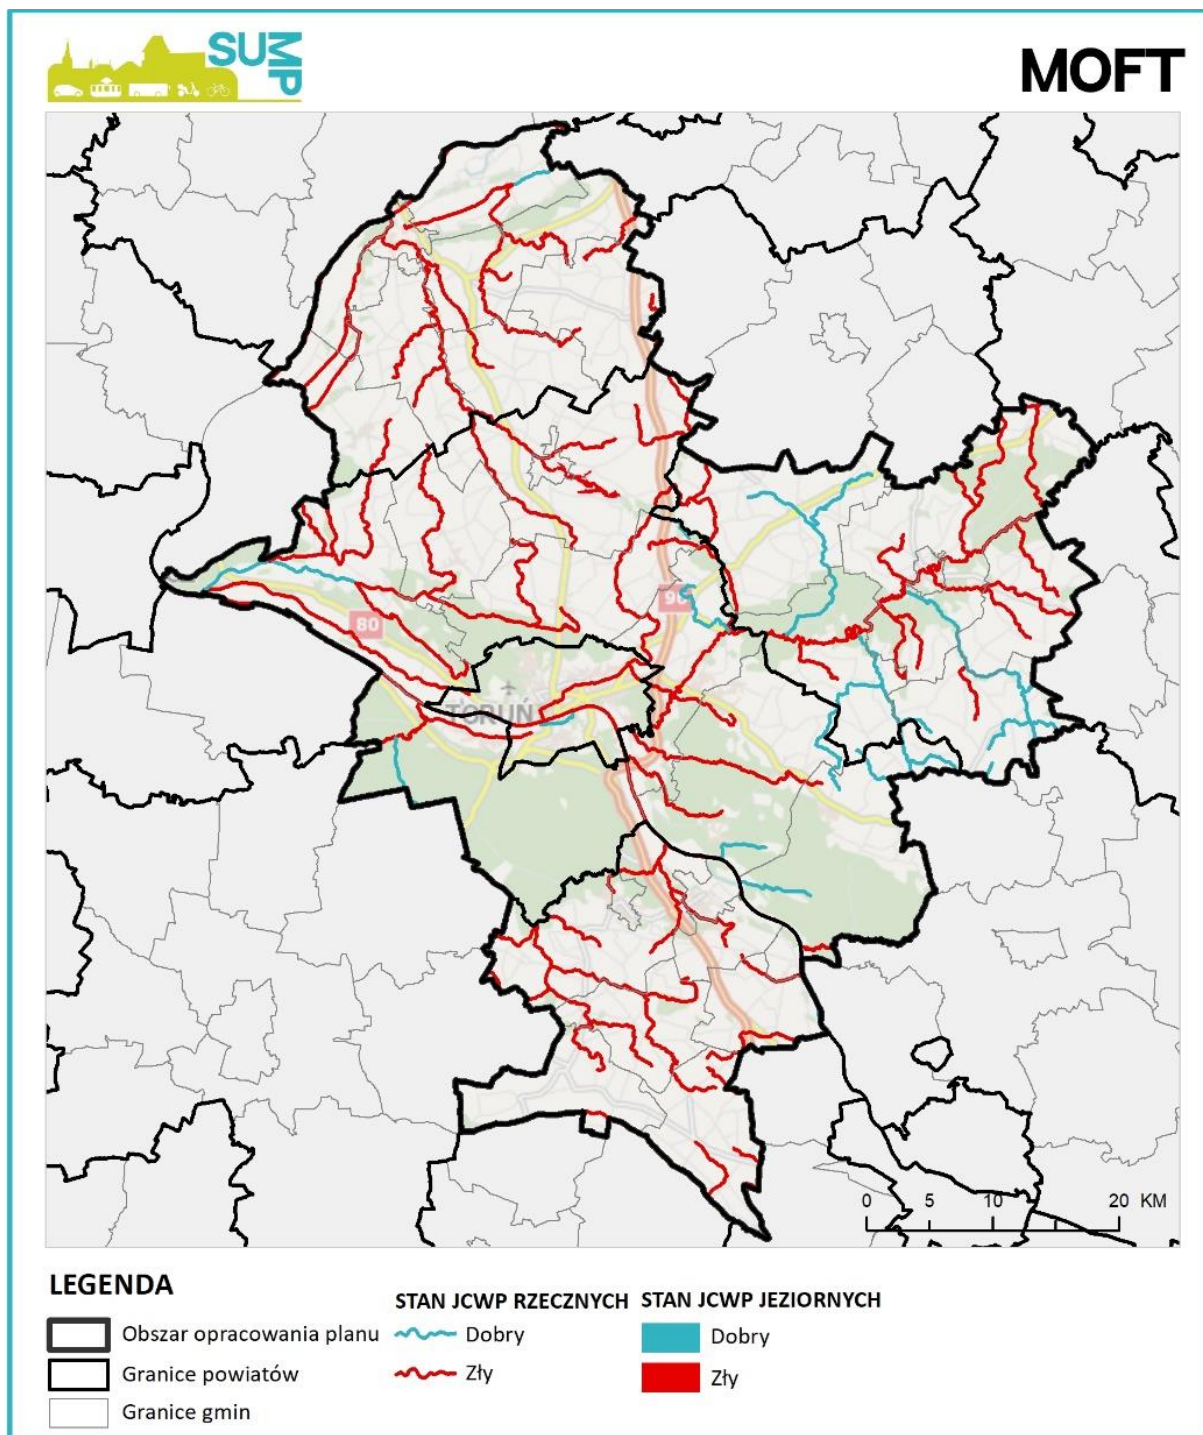 SUMP
MOFT
80
90
TORUŃ
0 5 10 20 KM
LEGENDA
STAN JCWP RZECZNYCH STAN JCWP JEZIORNYCH
Obszar opracowania planu Dobry Dobry
Granice powiatów Zły Zły
Granice gmin